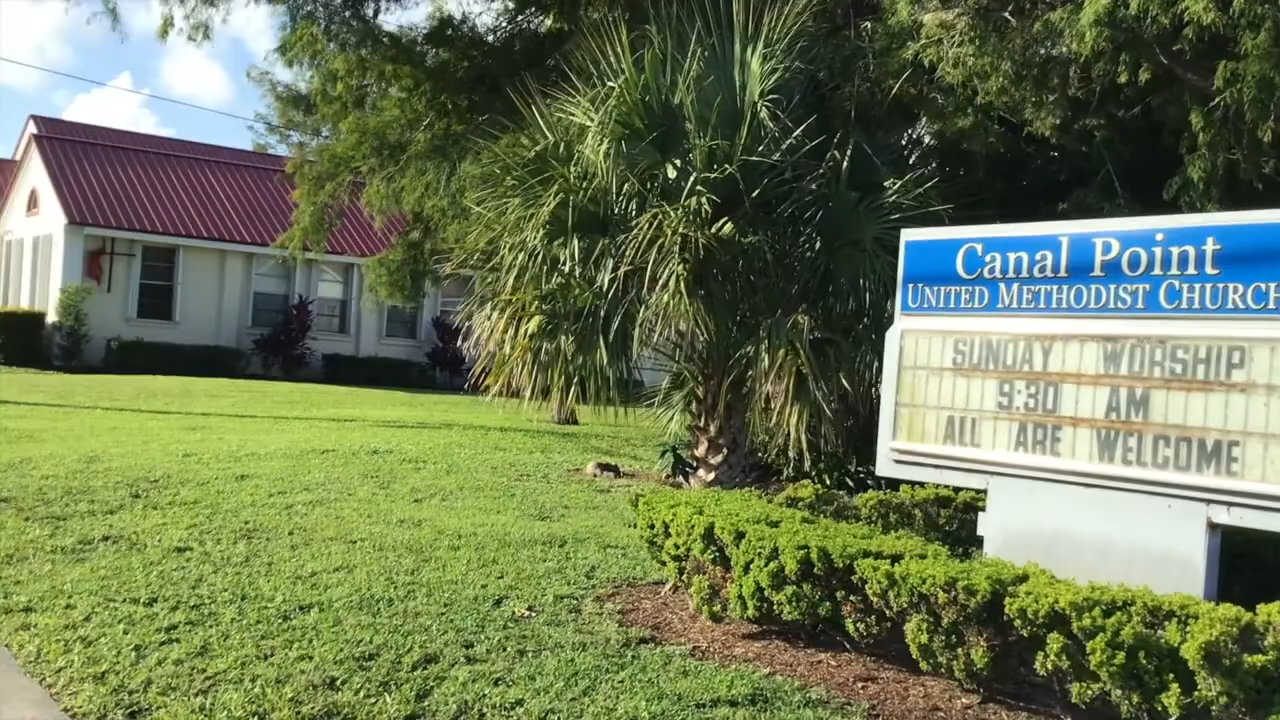 Canal Point
UNITED METHODIST CHURCH
SUNDAY WORSHIP
9:30 AM
ALL ARE WELCOME